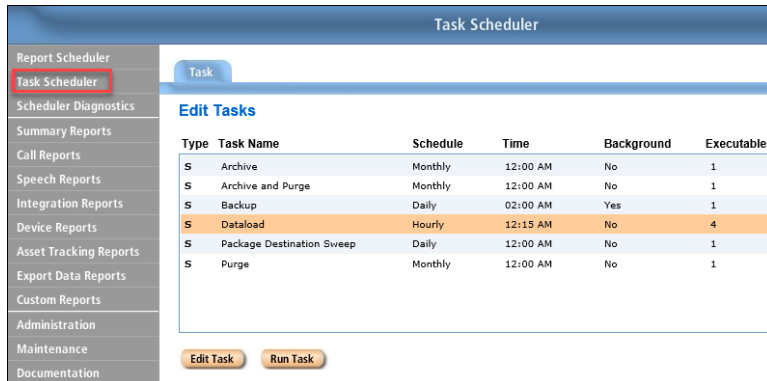 Task Scheduler
Report Scheduler
Task Scheduler
Scheduler Diagnostics
Summary Reports
Call Reports
Speech Reports
Integration Reports
Device Reports
Asset Tracking Reports
Export Data Reports
Custom Reports
Administration
Maintenance
Documentation
Task
Edit Tasks
Type Task Name Schedule Time Background Executable
S Archive Monthly 12:00 AM No 1
S Archive and Purge Monthly 12:00 AM No 1
S Backup Daily 02:00 AM Yes 1
S Dataload Hourly 12:15 AM No 4
S Package Destination Sweep Daily 12:00 AM No 1
S Purge Monthly 12:00 AM No 1
Edit Task Run Task